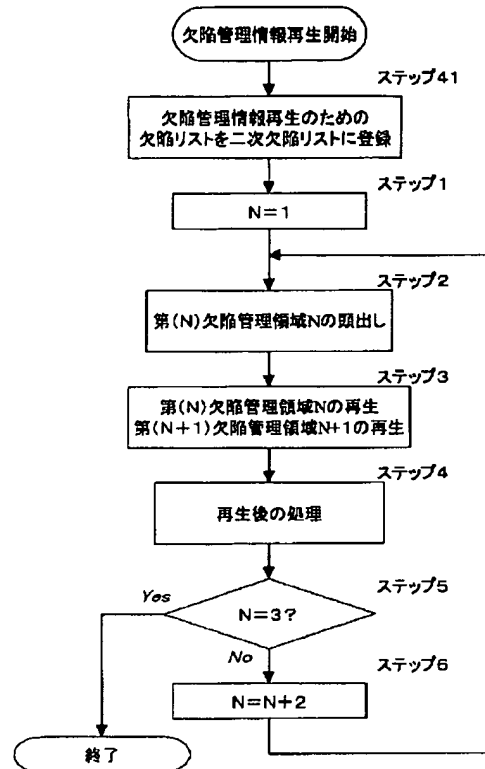 欠陥管理情報再生開始
ステップ41
欠陥管理情報再生のための
欠陥リストを二次欠陥リストに登録
ステップ1
N=1
ステップ2
第(N)欠陥管理領域Nの頭出し
ステップ3
第(N)欠陥管理領域Nの再生
第(N+1)欠陥管理領域N+1の再生
ステップ4
再生後の処理
ステップ5
Yes
N=3?
No
ステップ6
N=N+2
終了